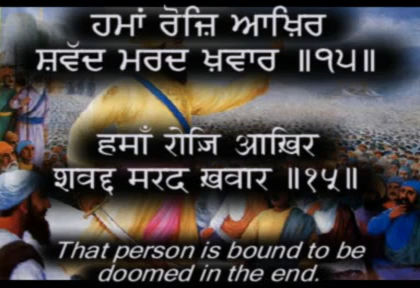 ਹਮਾਂ ਰੋਜ਼ਿ ਆਖ਼ਿਰ
ਸ਼ਵੱਦ ਮਰਦ ਖ਼ਵਾਰ ॥੧੫॥
हमाँ रोज़ि आख़िर
शवद्द मरद ख़वार ॥१५॥
That person is bound to be
doomed in the end.